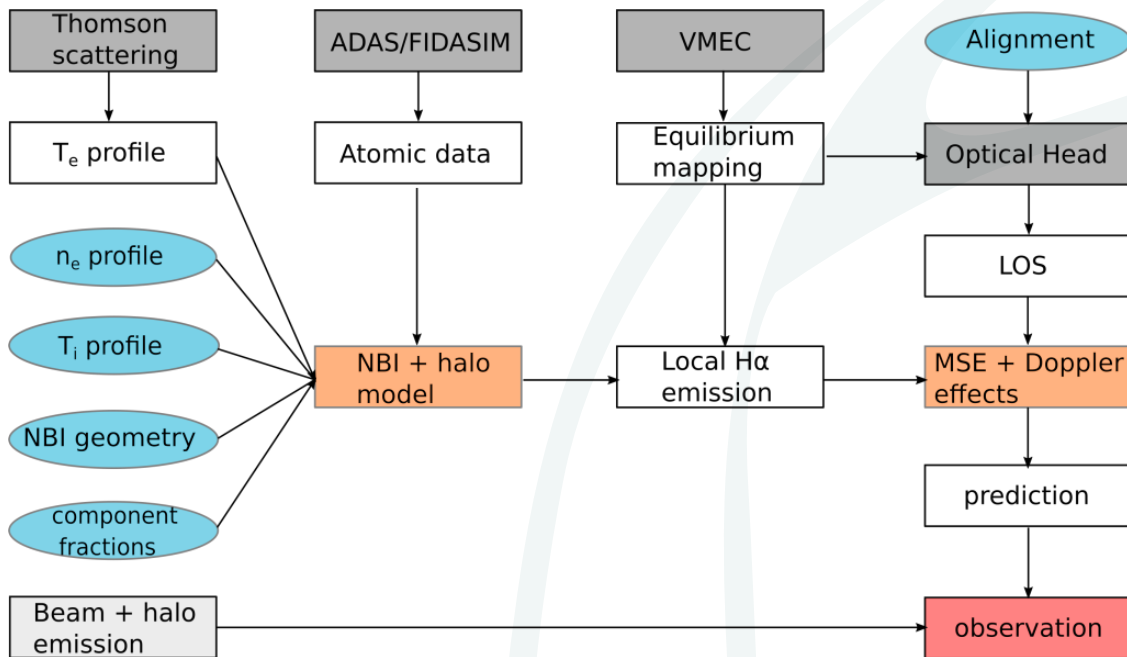 Thomson
scattering
ADAS/FIDASIM
VMEC
Alignment
Tₑ profile
Atomic data
Equilibrium
mapping
Optical Head
nₑ profile
LOS
Tᵢ profile
NBI + halo
model
Local Hα
emission
MSE + Doppler
effects
NBI geometry
prediction
component
fractions
Beam + halo
emission
observation